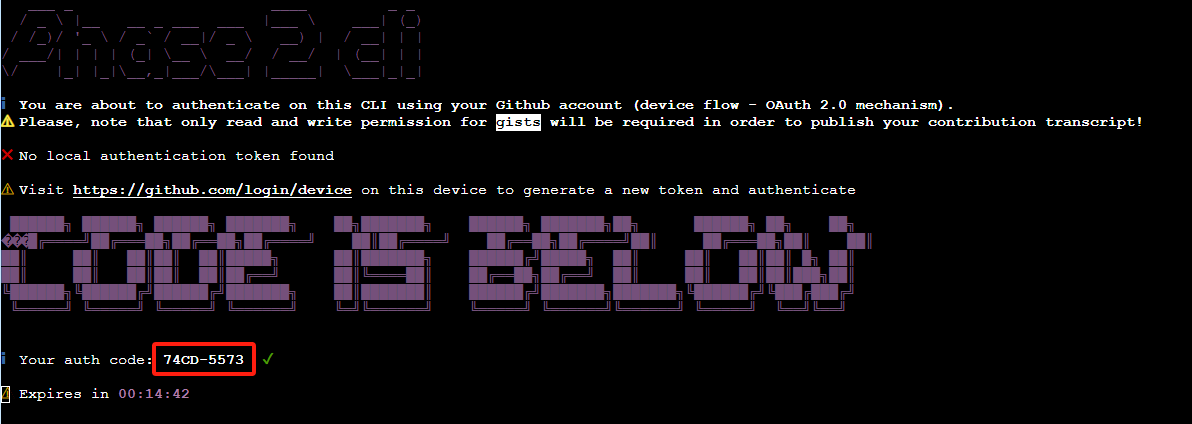 Phase 2 cli
i You are about to authenticate on this CLI using your Github account (device flow - OAuth 2.0 mechanism).
⚠ Please, note that only read and write permission for gists will be required in order to publish your contribution transcript!
✖ No local authentication token found
⚠ Visit https://github.com/login/device on this device to generate a new token and authenticate
CODE IS BELOW
i Your auth code: 74CD-5573 ✓
Expires in 00:14:42